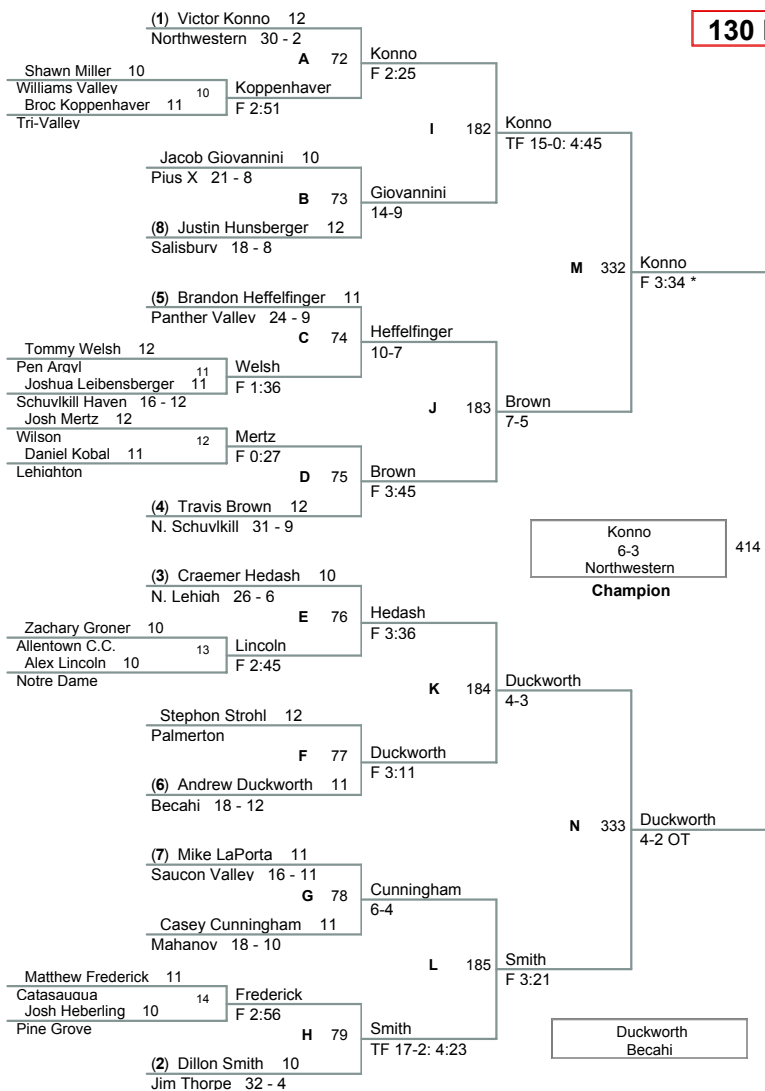 (1) Victor Konno 12
130
Northwestern 30 - 2
A 72
Konno
F 2:25
Shawn Miller 10
Williams Valley
10
Koppenhaver
F 2:51
Broc Koppenhaver 11
Tri-Valley
I 182
Konno
TF 15-0: 4:45
Jacob Giovannini 10
Pius X 21 - 8
B 73
Giovannini
14-9
(8) Justin Hunsberger 12
Salisbury 18 - 8
M 332
Konno
F 3:34 *
(5) Brandon Heffelfinger 11
Panther Valley 24 - 9
C 74
Heffelfinger
10-7
Tommy Welsh 12
Pen Argyl
11
Welsh
F 1:36
Joshua Leibensberger 11
Schuylkill Haven 16 - 12
J 183
Brown
7-5
Josh Mertz 12
Wilson
12
Mertz
F 0:27
Daniel Kobal 11
Lehighton
D 75
Brown
F 3:45
(4) Travis Brown 12
N. Schuylkill 31 - 9
Konno
6-3
Northwestern
414
Champion
(3) Craemer Hedash 10
N. Lehigh 26 - 6
E 76
Hedash
F 3:36
Zachary Groner 10
Allentown C.C.
13
Lincoln
F 2:45
Alex Lincoln 10
Notre Dame
K 184
Duckworth
4-3
Stephon Strohl 12
Palmerton
F 77
Duckworth
F 3:11
(6) Andrew Duckworth 11
Becahi 18 - 12
N 333
Duckworth
4-2 OT
(7) Mike LaPorta 11
Saucon Valley 16 - 11
G 78
Cunningham
6-4
Casey Cunningham 11
Mahanoy 18 - 10
L 185
Smith
F 3:21
Matthew Frederick 11
Catasauqua
14
Frederick
F 2:56
Josh Heberling 10
Pine Grove
H 79
Smith
TF 17-2: 4:23
(2) Dillon Smith 10
Jim Thorpe 32 - 4
Duckworth
Becahi